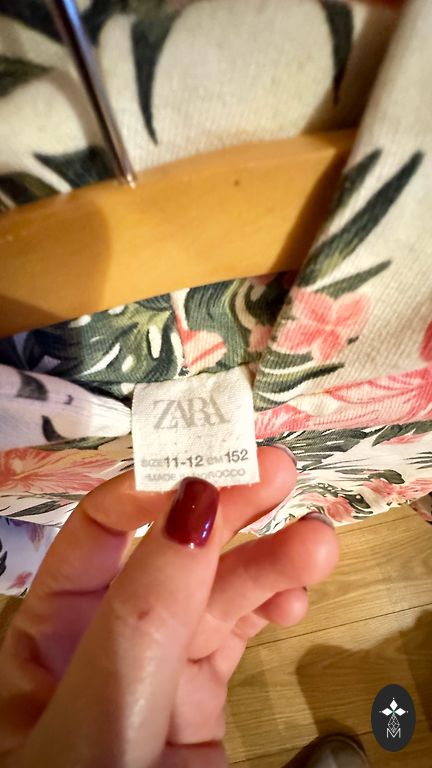 ZARA
SIZE 11-12 CM 152
MADE IN MOROCCO
M